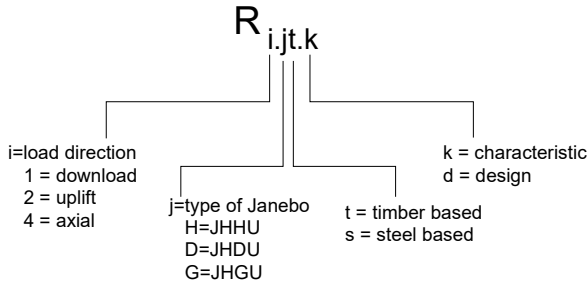 R i.jt.k
i=load direction
1 = download
2 = uplift
4 = axial
j=type of Janebo
H=JHHU
D=JHDU
G=JHGU
t = timber based
s = steel based
k = characteristic
d = design